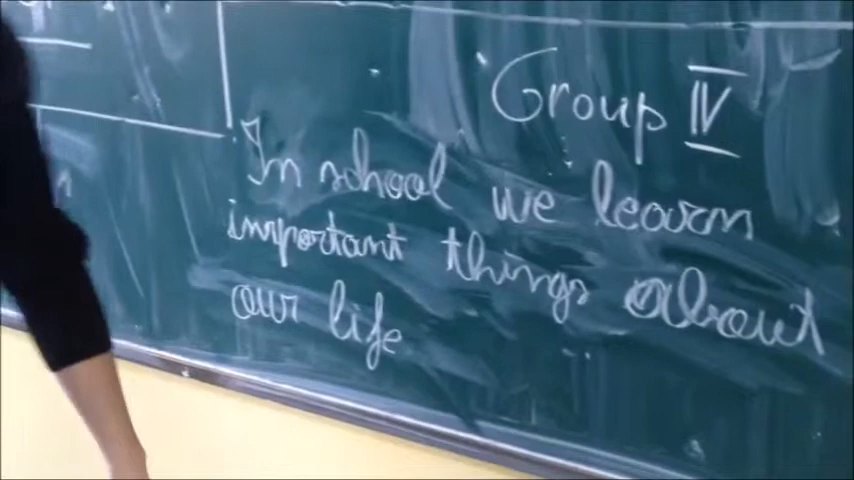 Group IV
In school we learn
important things about
our life